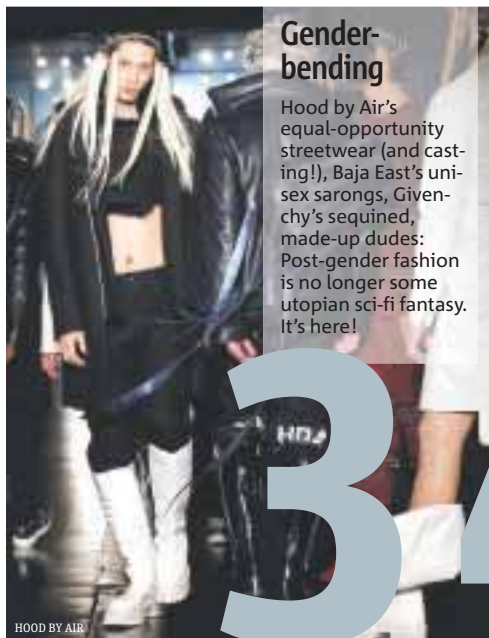 Gender-
bending
Hood by Air’s
equal-opportunity
streetwear (and cast-
ing!), Baja East’s uni-
sex sarongs, Given-
chy’s sequined,
made-up dudes:
Post-gender fashion
is no longer some
utopian sci-fi fantasy.
It’s here!
3
HOOD BY AIR